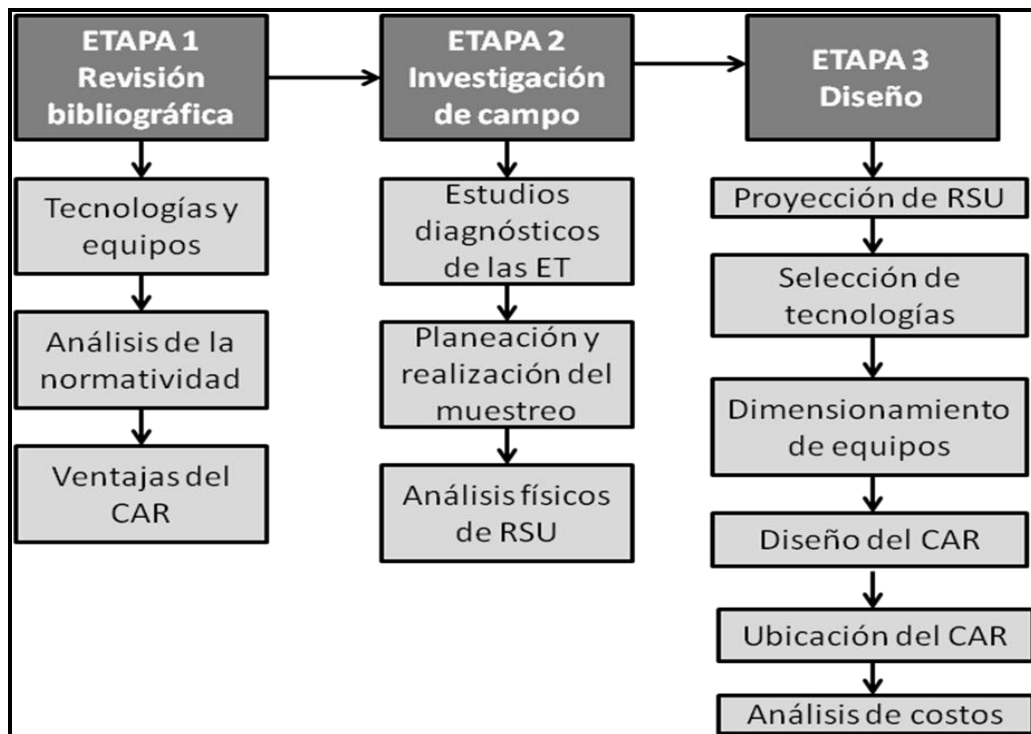 ETAPA 1
Revisión
bibliográfica
Tecnologías y
equipos
Análisis de la
normatividad
Ventajas del
CAR
ETAPA 2
Investigación
de campo
Estudios
diagnósticos
de las ET
Planeación y
realización del
muestreo
Análisis físicos
de RSU
ETAPA 3
Diseño
Proyección de RSU
Selección de
tecnologías
Dimensionamiento
de equipos
Diseño del CAR
Ubicación del CAR
Análisis de costos